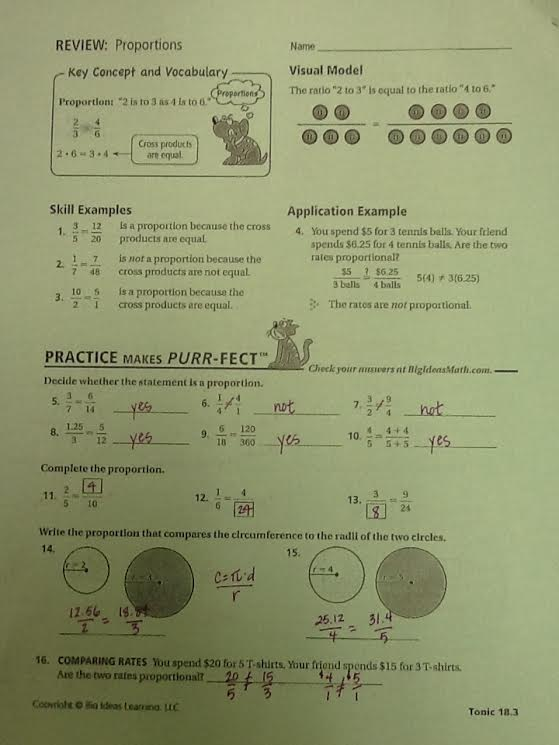 REVIEW: Proportions
Name
Key Concept and Vocabulary
Proportion: "2 is to 3 as 4 is to 6."
Proportions
2/3 = 4/6
2 • 6 = 3 • 4
Cross products
are equal.
Visual Model
The ratio "2 to 3" is equal to the ratio "4 to 6."
=
Skill Examples
1. 3/5 = 12/20 is a proportion because the cross
products are equal.
2. 1/7 = 7/48 is not a proportion because the
cross products are not equal.
3. 10/2 = 5/1 is a proportion because the
cross products are equal.
Application Example
4. You spend $5 for 3 tennis balls. Your friend
spends $6.25 for 4 tennis balls. Are the two
rates proportional?
$5/3 balls ?= $6.25/4 balls 5(4) ≠ 3(6.25)
The rates are not proportional.
PRACTICE MAKES PURR-FECT™
Check your answers at BigIdeasMath.com.
Decide whether the statement is a proportion.
5. 3/7 = 6/14 yes 6. 1/4 ≠ 4/1 not 7. 3/2 ≠ 9/4 not
8. 1.25/3 = 5/12 yes 9. 6/18 = 120/360 yes 10. 4/5 = 4 + 4/5 + 5 yes
Complete the proportion.
11. 2/5 = 4/10 12. 1/6 = 4/24 13. 3/8 = 9/24
Write the proportion that compares the circumference to the radii of the two circles.
14. 15.
r = 2 r = 3 c = π·d/r r = 4 r = 5
12.56/2 = 18.84/3 25.12/4 = 31.4/5
16. COMPARING RATES You spend $20 for 5 T-shirts. Your friend spends $15 for 3 T-shirts.
Are the two rates proportional? 20/5 ≠ 15/3 $4/1 ≠ $5/1
Copyright © Big Ideas Learning, LLC
Topic 18.3